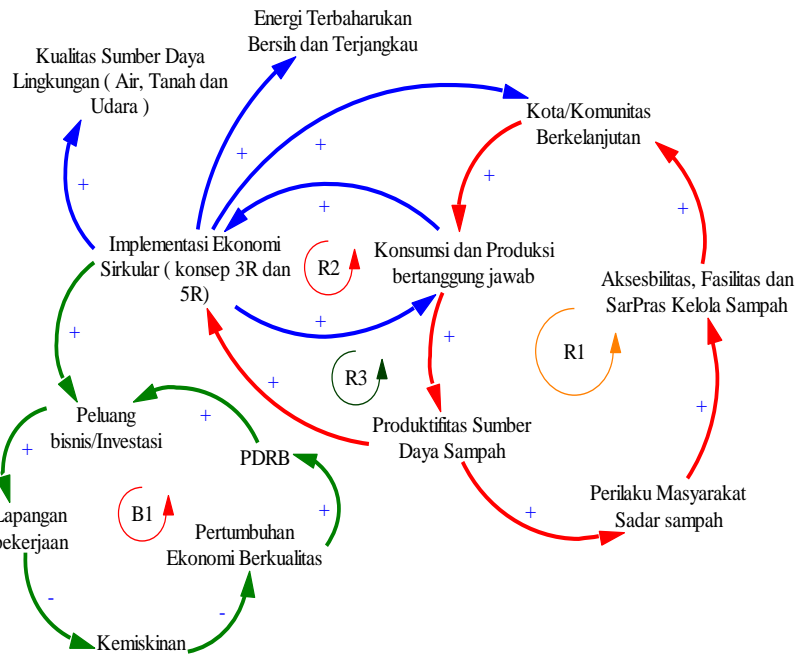 Energi Terbaharukan
Bersih dan Terjangkau
Kualitas Sumber Daya
Lingkungan ( Air, Tanah dan
Udara )
Kota/Komunitas
Berkelanjutan
+
+
+
+
+
+
Implementasi Ekonomi
Sirkular ( konsep 3R dan
5R)
R2
Konsumsi dan Produksi
bertanggung jawab
Aksesbilitas, Fasilitas dan
SarPras Kelola Sampah
+
+
+
R1
R3
+
+
Peluang
bisnis/Investasi
+
Produktifitas Sumber
Daya Sampah
+
+
PDRB
Perilaku Masyarakat
Sadar sampah
Lapangan
pekerjaan
B1
Pertumbuhan
Ekonomi Berkualitas
+
+
-
-
Kemiskinan